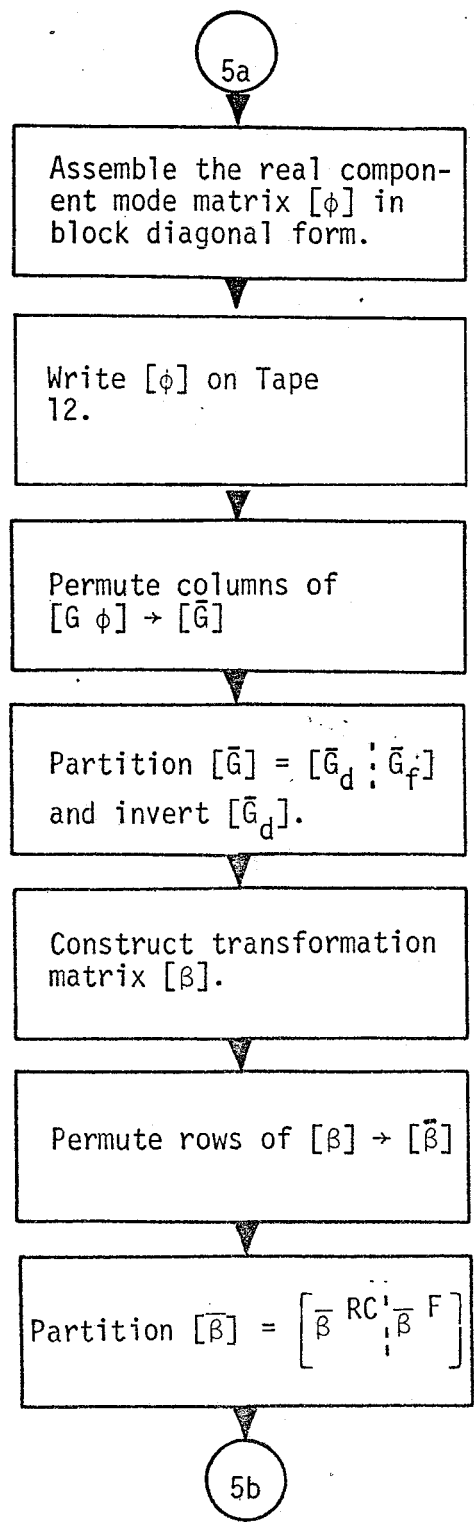 5a
Assemble the real compon-
ent mode matrix [ϕ] in
block diagonal form.
Write [ϕ] on Tape
12.
Permute columns of
[G ϕ] → [Ḡ]
Partition [Ḡ] = [Ḡd ¦ Ḡf]
and invert [Ḡd].
Construct transformation
matrix [β].
Permute rows of [β] → [β̄]
Partition [β̄] = [β̄ RC ¦ β̄ F]
5b